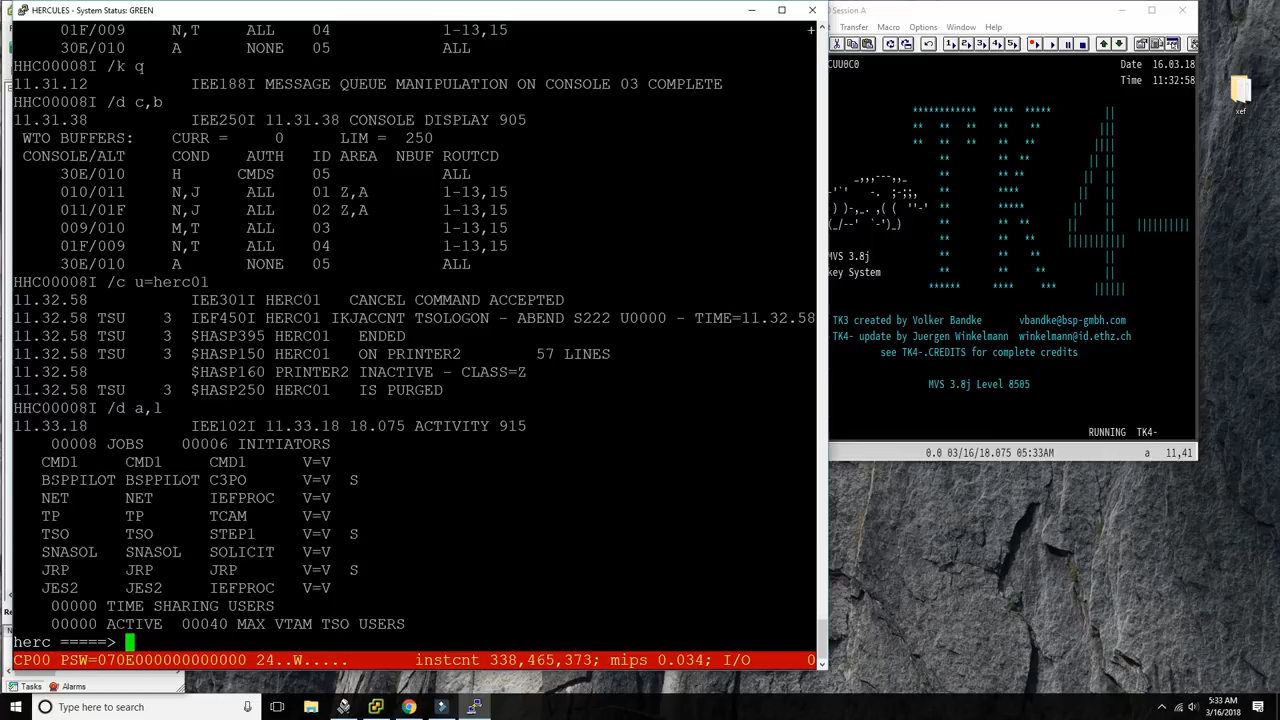 HERCULES - System Status: GREEN
01F/009 N,T ALL 04 1-13,15
30E/010 A NONE 05 ALL
HHC00008I /k q
11.31.12 IEE188I MESSAGE QUEUE MANIPULATION ON CONSOLE 03 COMPLETE
HHC00008I /d c,b
11.31.38 IEE250I 11.31.38 CONSOLE DISPLAY 905
WTO BUFFERS: CURR = 0 LIM = 250
CONSOLE/ALT COND AUTH ID AREA NBUF ROUTCD
30E/010 H CMDS 05 ALL
010/011 N,J ALL 01 Z,A 1-13,15
011/01F N,J ALL 02 Z,A 1-13,15
009/010 M,T ALL 03 1-13,15
01F/009 N,T ALL 04 1-13,15
30E/010 A NONE 05 ALL
HHC00008I /c u=herc01
11.32.58 IEE301I HERC01 CANCEL COMMAND ACCEPTED
11.32.58 TSU 3 IEF450I HERC01 IKJACCNT TSOLOGON - ABEND S222 U0000 - TIME=11.32.58
11.32.58 TSU 3 $HASP395 HERC01 ENDED
11.32.58 TSU 3 $HASP150 HERC01 ON PRINTER2 57 LINES
11.32.58 $HASP160 PRINTER2 INACTIVE - CLASS=Z
11.32.58 TSU 3 $HASP250 HERC01 IS PURGED
HHC00008I /d a,l
11.33.18 IEE102I 11.33.18 18.075 ACTIVITY 915
00008 JOBS 00006 INITIATORS
CMD1 CMD1 CMD1 V=V
BSPPILOT BSPPILOT C3PO V=V S
NET NET IEFPROC V=V
TP TP TCAM V=V
TSO TSO STEP1 V=V S
SNASOL SNASOL SOLICIT V=V
JRP JRP JRP V=V S
JES2 JES2 IEFPROC V=V
00000 TIME SHARING USERS
00000 ACTIVE 00040 MAX VTAM TSO USERS
herc =====>
CP00 PSW=070E000000000000 24..W..... instcnt 338,465,373; mips 0.034; I/O 0
Session A
Transfer Macro Options Window Help
CUU0C0 Date 16.03.18
Time 11:32:58
MVS 3.8j
key System
TK4-
TK3 created by Volker Bandke vbandke@bsp-gmbh.com
TK4- update by Juergen Winkelmann winkelmann@id.ethz.ch
see TK4-.CREDITS for complete credits
MVS 3.8j Level 8505
RUNNING TK4-
0.0 03/16/18.075 05:33AM a 11,41
xef
Tasks Alarms
Type here to search
5:33 AM
3/16/2018